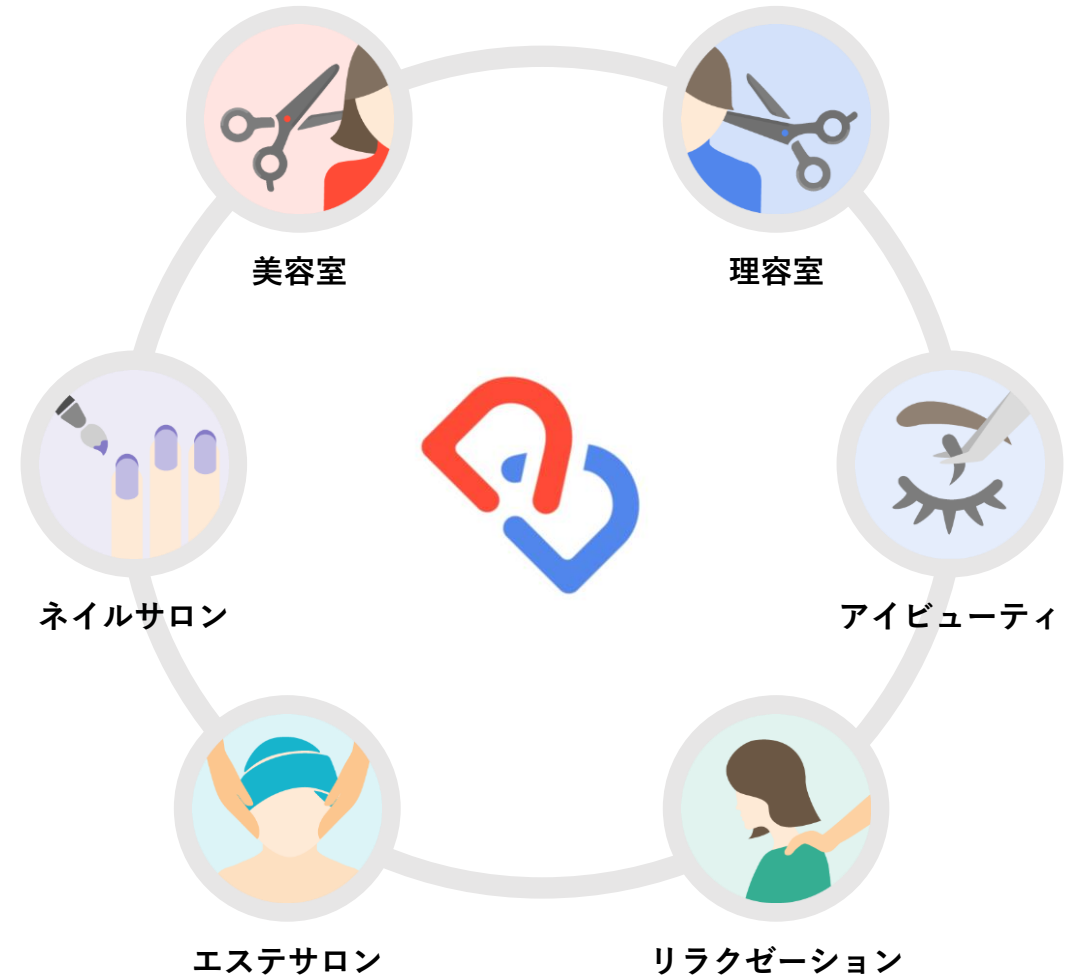 美容室
理容室
ネイルサロン
アイビューティ
エステサロン
リラクゼーション